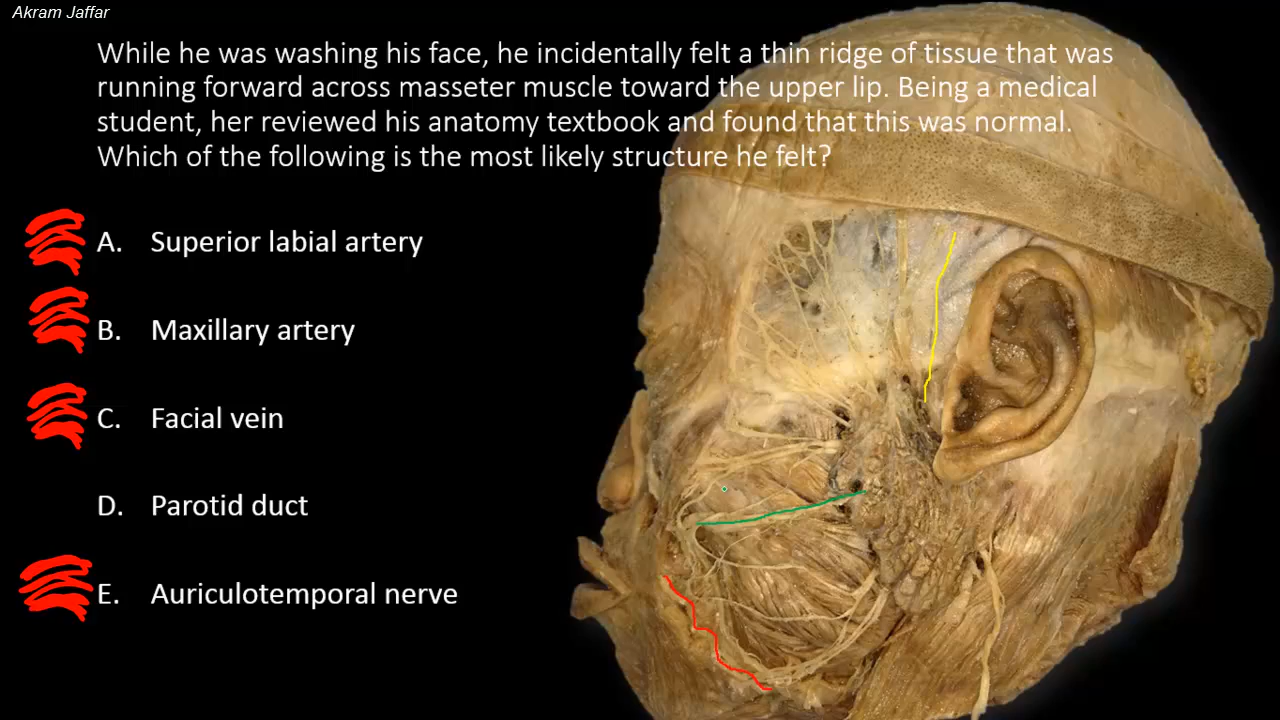 Akram Jaffar
While he was washing his face, he incidentally felt a thin ridge of tissue that was
running forward across masseter muscle toward the upper lip. Being a medical
student, her reviewed his anatomy textbook and found that this was normal.
Which of the following is the most likely structure he felt?
A. Superior labial artery
B. Maxillary artery
C. Facial vein
D. Parotid duct
E. Auriculotemporal nerve